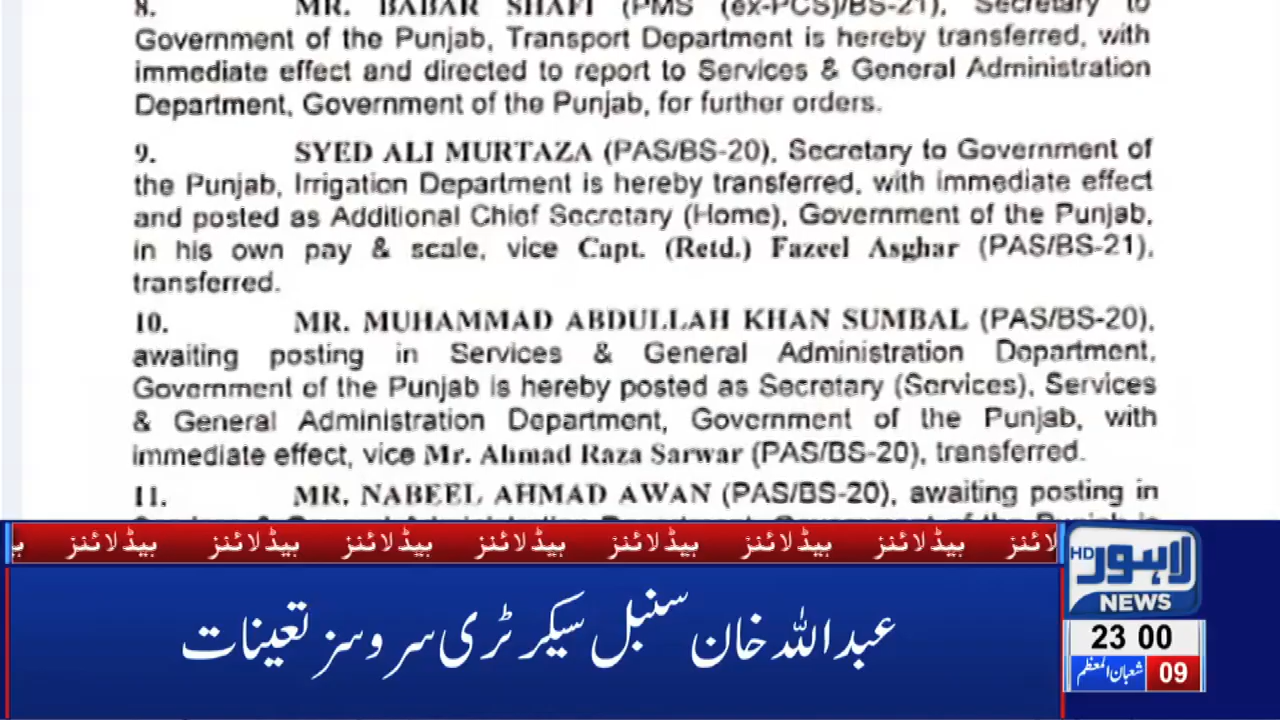 8. MR. BABAR SHAFI (PMS (ex-PCS)/BS-21), Secretary to
Government of the Punjab, Transport Department is hereby transferred, with
immediate effect and directed to report to Services & General Administration
Department, Government of the Punjab, for further orders.
9. SYED ALI MURTAZA (PAS/BS-20), Secretary to Government of
the Punjab, Irrigation Department is hereby transferred, with immediate effect
and posted as Additional Chief Secretary (Home), Government of the Punjab,
in his own pay & scale, vice Capt. (Retd.) Fazeel Asghar (PAS/BS-21),
transferred.
10. MR. MUHAMMAD ABDULLAH KHAN SUMBAL (PAS/BS-20),
awaiting posting in Services & General Administration Department,
Government of the Punjab is hereby posted as Secretary (Services), Services
& General Administration Department, Government of the Punjab, with
immediate effect, vice Mr. Ahmad Raza Sarwar (PAS/BS-20), transferred.
11. MR. NABEEL AHMAD AWAN (PAS/BS-20), awaiting posting in
ہیڈلائنز ہیڈلائنز ہیڈلائنز ہیڈلائنز ہیڈلائنز ہیڈلائنز ہیڈلائنز
عبداللہ خان سنبل سیکرٹری سروسز تعینات
HD لاہور
NEWS
23 00
شعبان المعظم 09